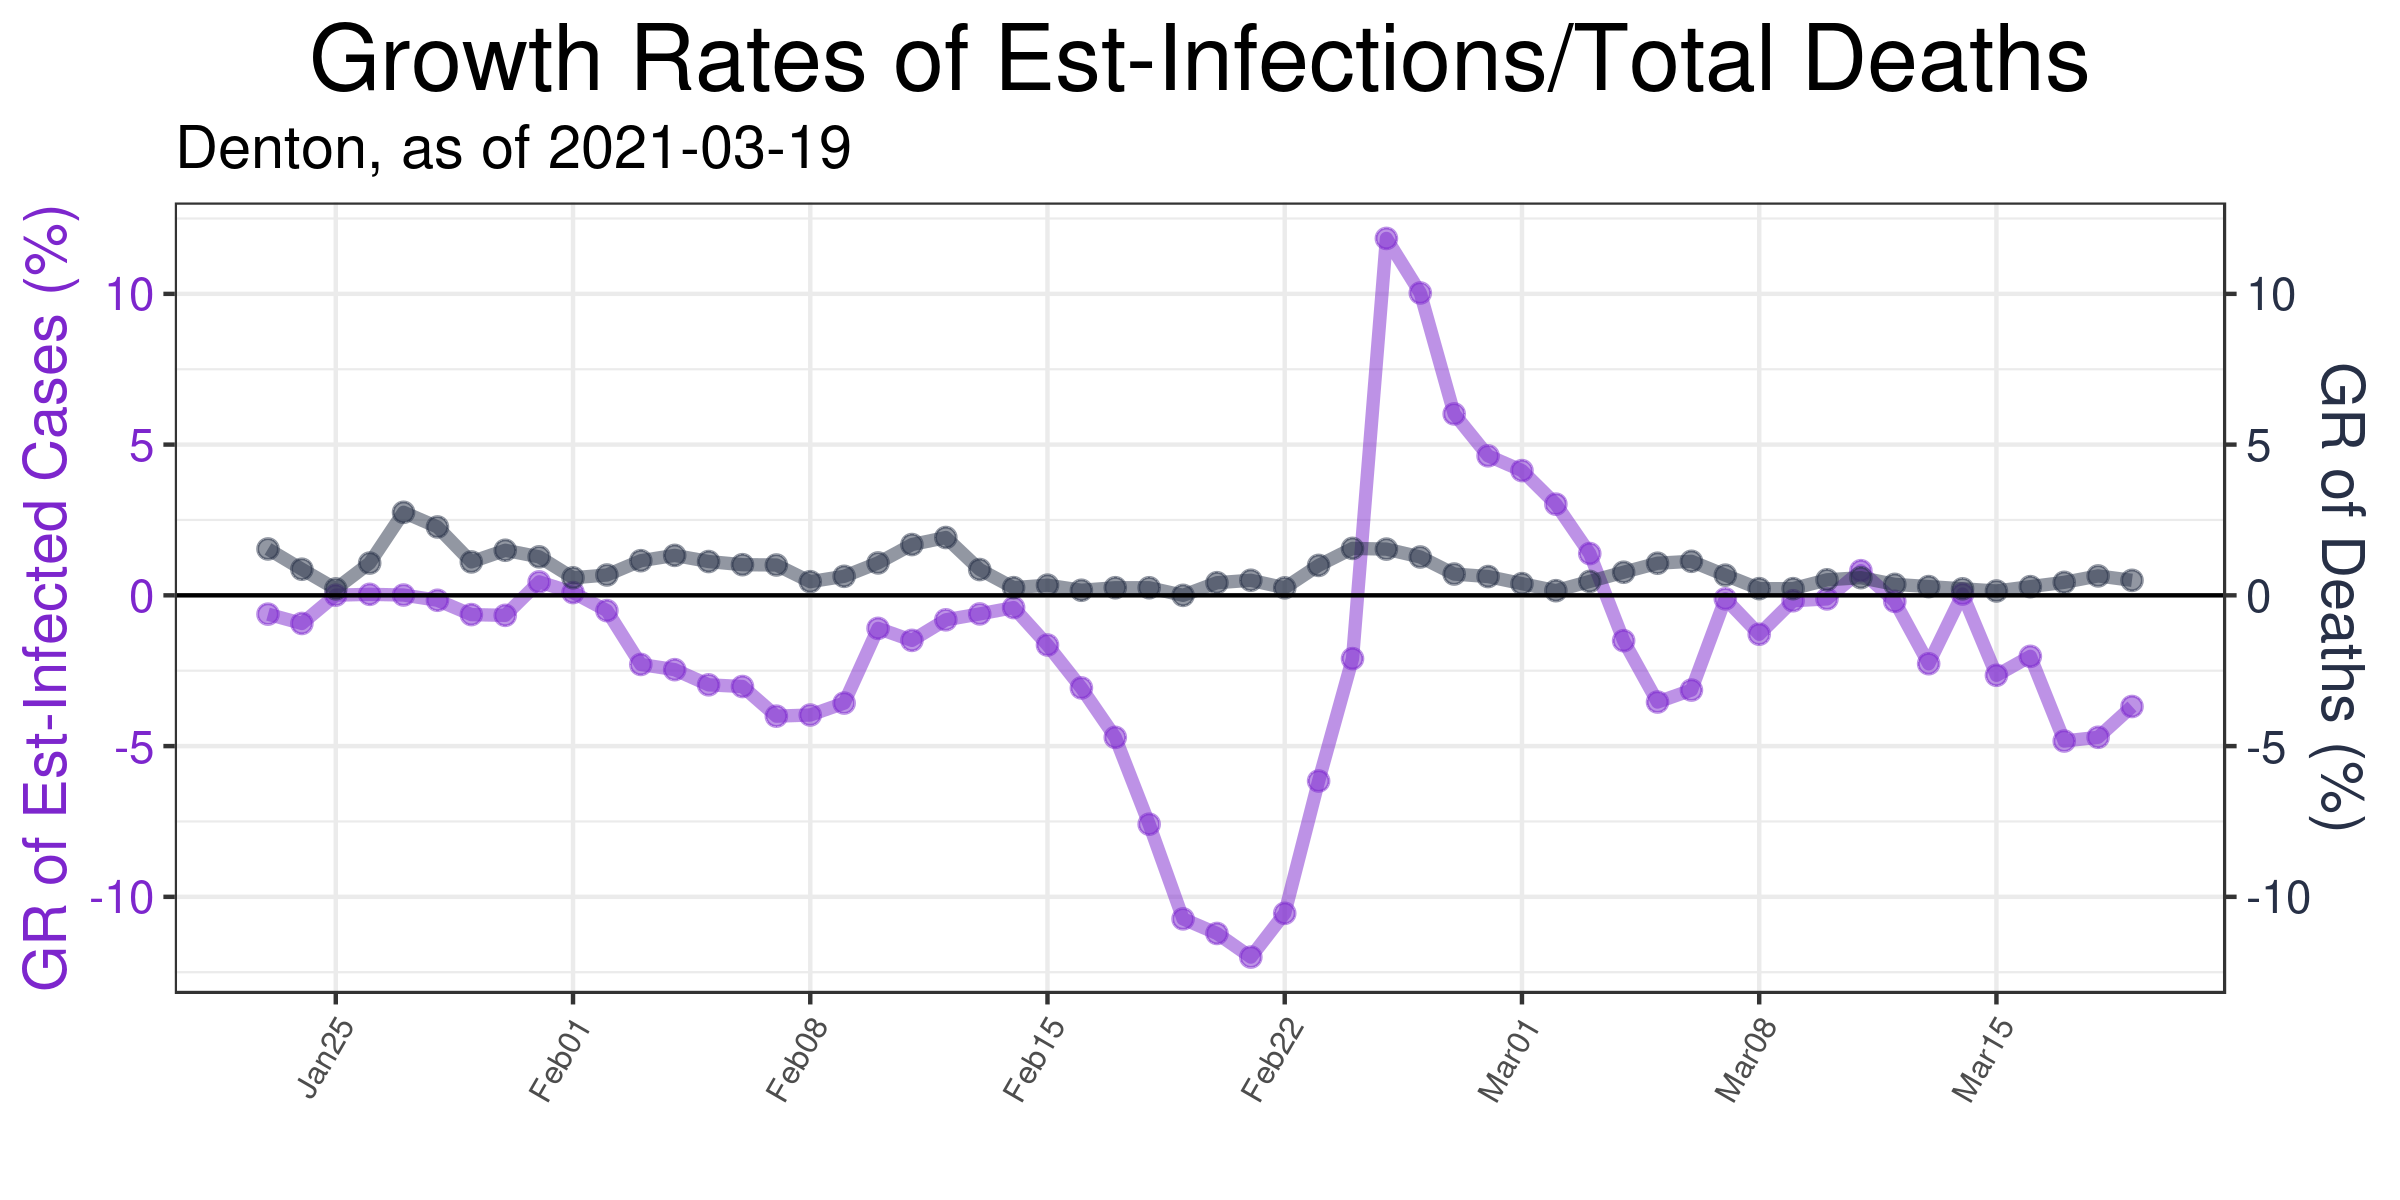 Growth Rates of Est-Infections/Total Deaths
Denton, as of 2021-03-19
GR of Est-Infected Cases (%)
10
5
0
-5
-10
10
5
0
-5
-10
GR of Deaths (%)
Jan25
Feb01
Feb08
Feb15
Feb22
Mar01
Mar08
Mar15